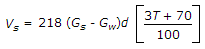 Vs = 218 (Gs - Gw)d [ (3T + 70) / 100 ]